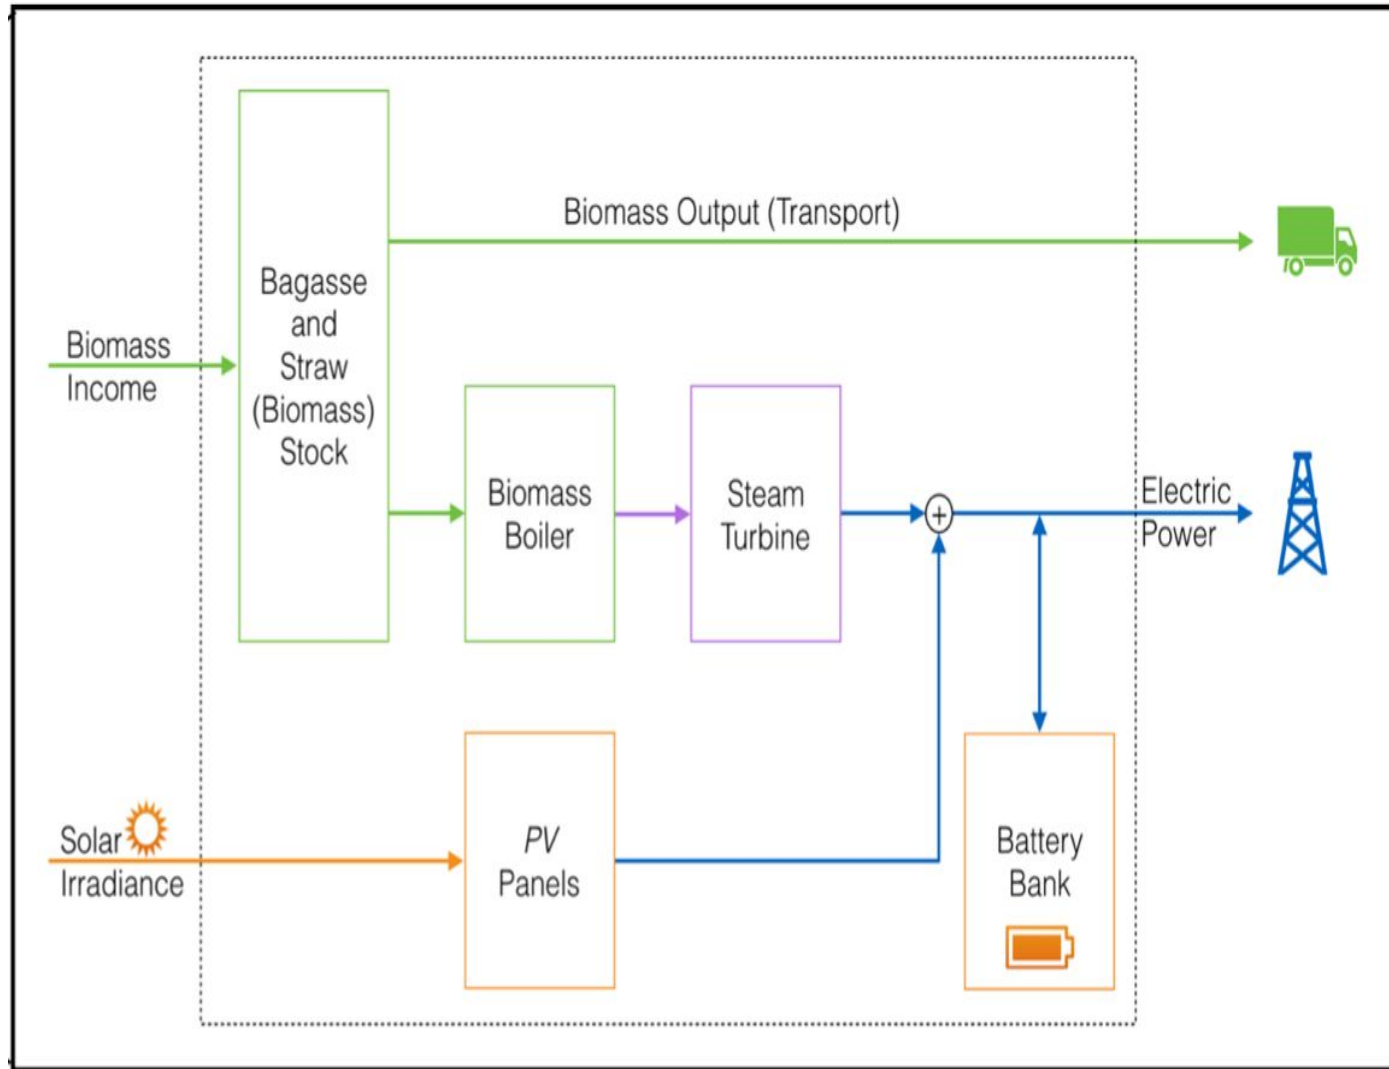 Biomass Output (Transport)
Bagasse
and
Straw
(Biomass)
Stock
Biomass
Income
Biomass
Boiler
Steam
Turbine
+
Electric
Power
Solar
Irradiance
PV
Panels
Battery
Bank